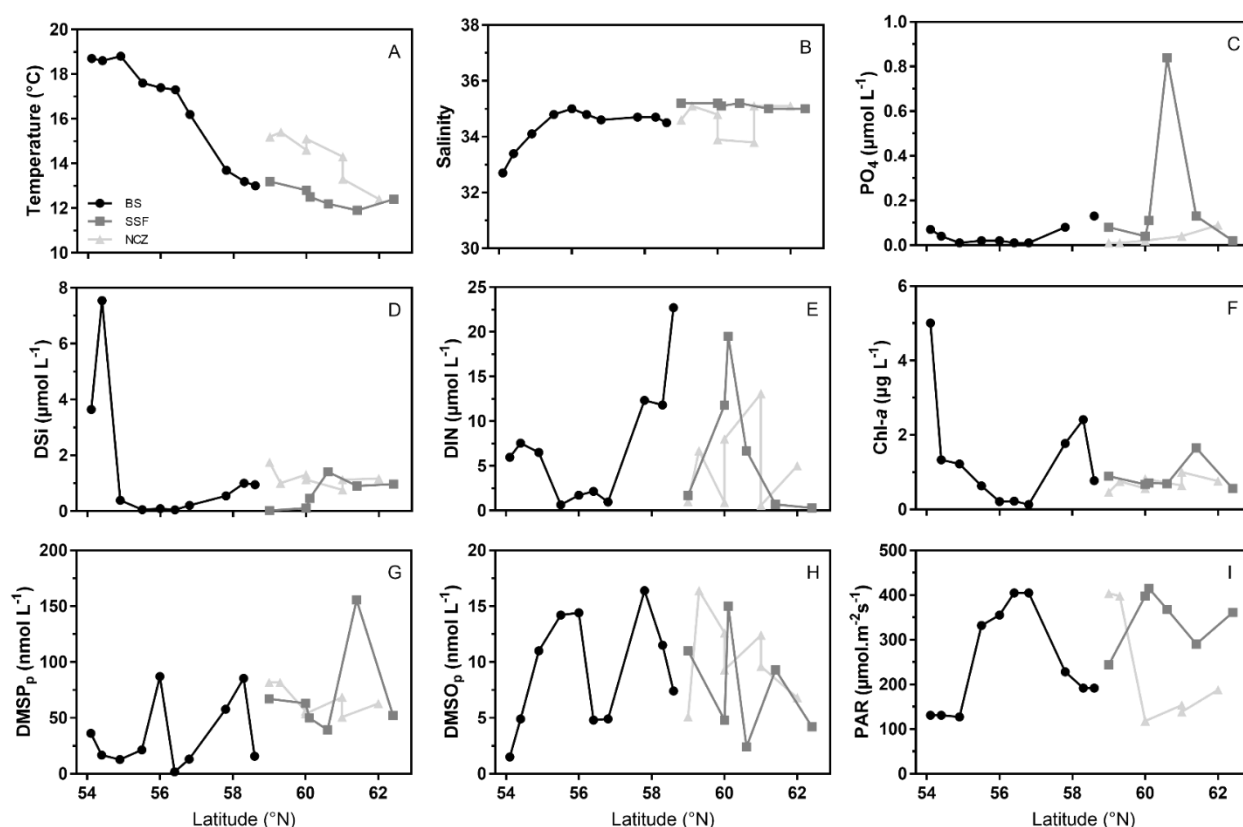 A
Temperature (°C)
20
18
16
14
12
10
54 56 58 60 62
BS
SSF
NCZ
B
Salinity
38
36
34
32
30
C
PO4 (µmol L−1)
1.0
0.8
0.6
0.4
0.2
0.0
D
DSi (µmol L−1)
8
6
4
2
0
E
DIN (µmol L−1)
25
20
15
10
5
0
F
Chl-a (µg L−1)
6
4
2
0
G
DMSPp (nmol L−1)
200
150
100
50
0
54 56 58 60 62
Latitude (°N)
H
DMSOp (nmol L−1)
20
15
10
5
0
54 56 58 60 62
Latitude (°N)
I
PAR (µmol.m-2s-1)
500
400
300
200
100
0
54 56 58 60 62
Latitude (°N)